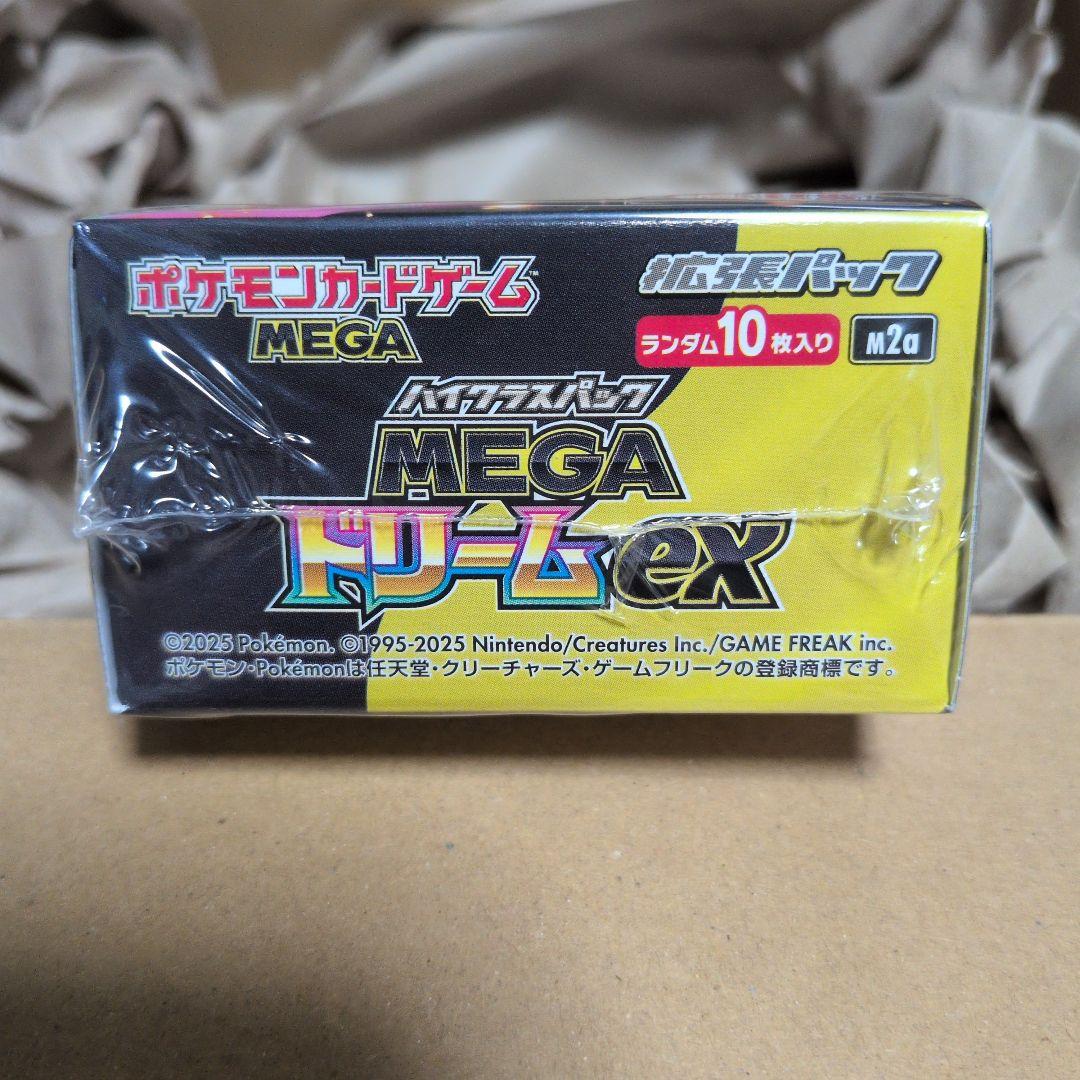 ポケモンカードゲーム™
MEGA
拡張パック
ランダム10枚入り M2a
ハイクラスパック
MEGA
ドリームex
©2025 Pokémon. ©1995-2025 Nintendo/Creatures Inc./GAME FREAK inc.
ポケモン・Pokémonは任天堂・クリーチャーズ・ゲームフリークの登録商標です。